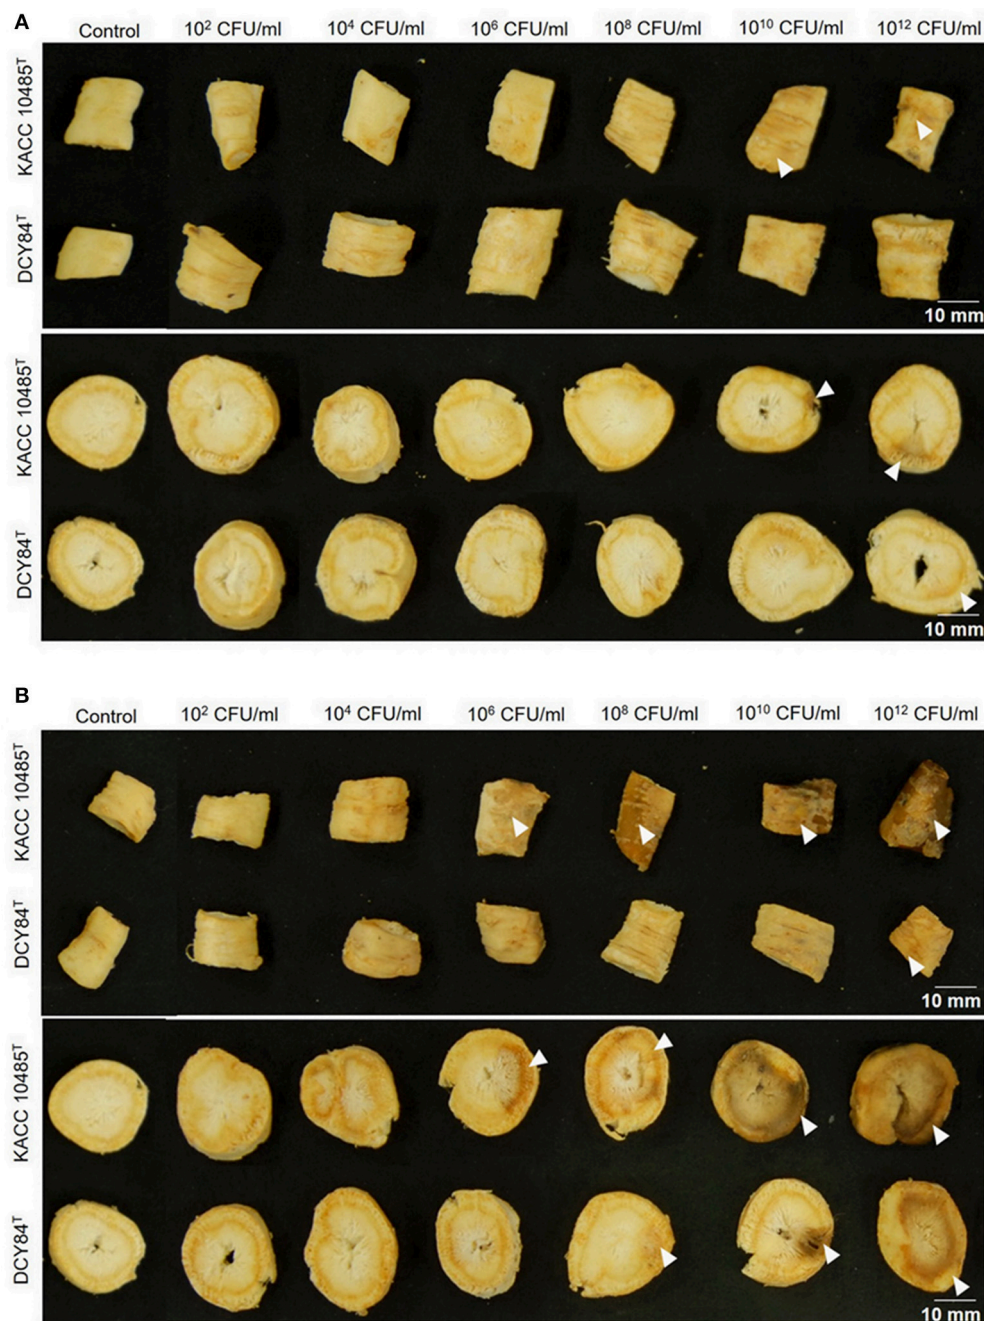 A
Control 10² CFU/ml 10⁴ CFU/ml 10⁶ CFU/ml 10⁸ CFU/ml 10¹⁰ CFU/ml 10¹² CFU/ml
KACC 10485ᵀ
DCY84ᵀ
10 mm
KACC 10485ᵀ
DCY84ᵀ
10 mm
B
Control 10² CFU/ml 10⁴ CFU/ml 10⁶ CFU/ml 10⁸ CFU/ml 10¹⁰ CFU/ml 10¹² CFU/ml
KACC 10485ᵀ
DCY84ᵀ
10 mm
KACC 10485ᵀ
DCY84ᵀ
10 mm